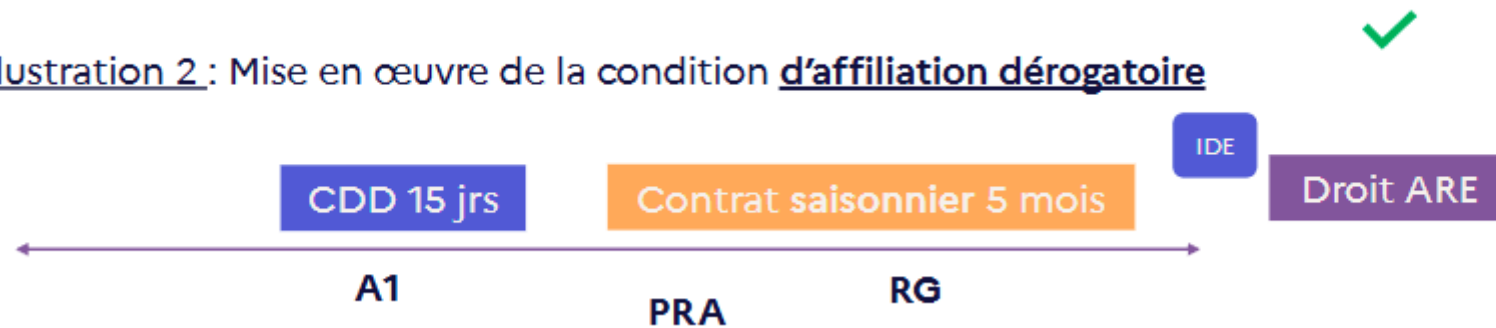 lustration 2 : Mise en œuvre de la condition d'affiliation dérogatoire
IDE
CDD 15 jrs
Contrat saisonnier 5 mois
Droit ARE
A1
PRA
RG